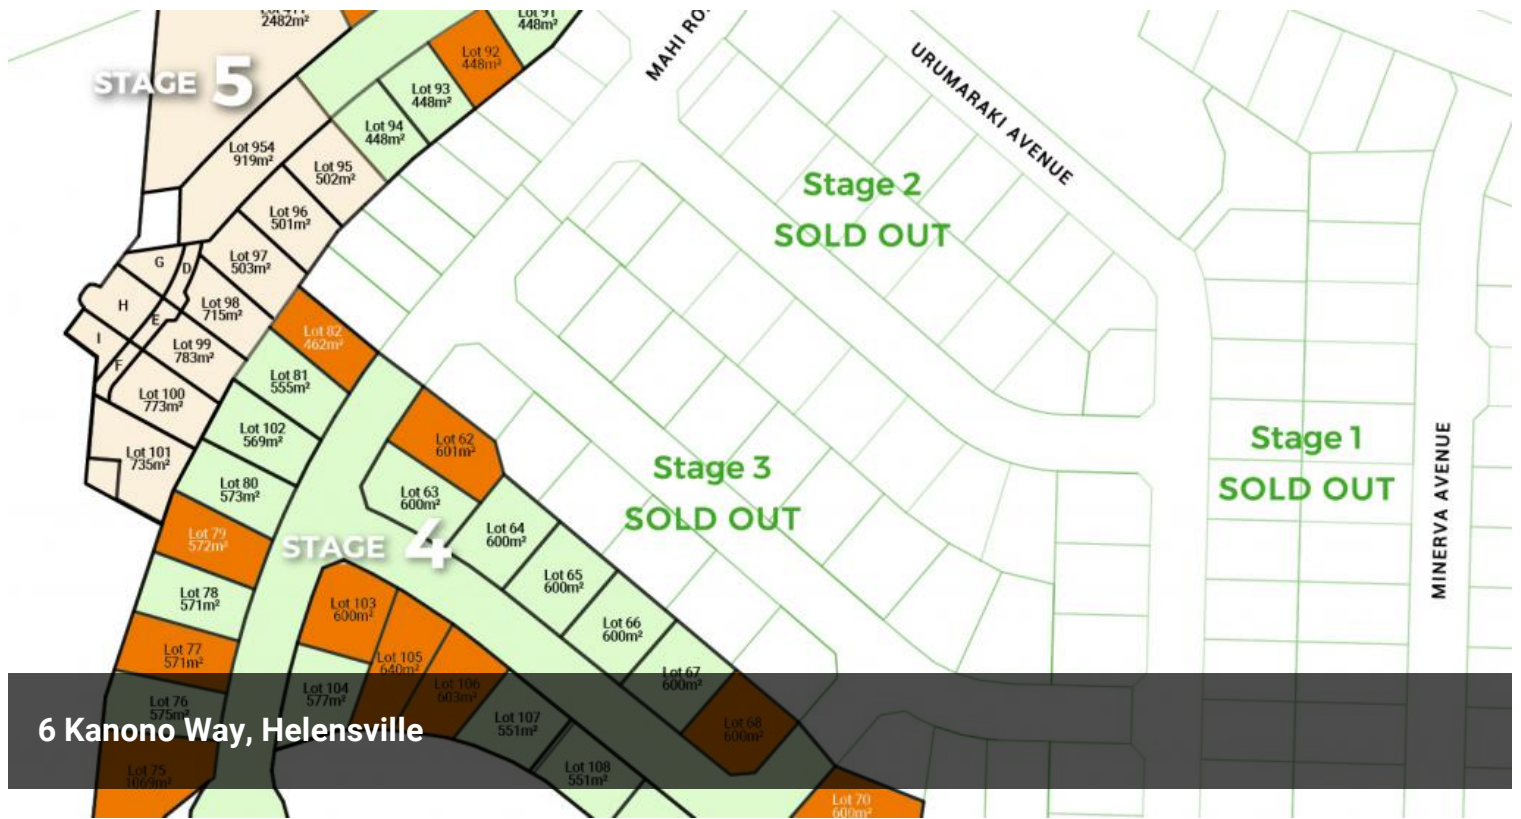 2482m²
Lot 91
448m²
Lot 92
448m²
MAHI
URUMARAKI AVENUE
STAGE 5
Lot 93
448m²
Lot 94
448m²
Lot 954
919m²
Lot 95
502m²
Stage 2
SOLD OUT
Lot 96
501m²
Lot 97
503m²
G
D
H
E
I
F
Lot 98
715m²
Lot 82
462m²
Lot 99
783m²
Lot 81
555m²
Lot 100
773m²
Lot 102
569m²
Lot 62
601m²
Stage 1
SOLD OUT
MINERVA AVENUE
Lot 101
735m²
Stage 3
SOLD OUT
Lot 80
573m²
Lot 63
600m²
Lot 79
572m²
STAGE 4
Lot 64
600m²
Lot 65
600m²
Lot 78
571m²
Lot 103
600m²
Lot 66
600m²
Lot 77
571m²
Lot 105
640m²
Lot 67
600m²
Lot 104
577m²
Lot 106
603m²
Lot 76
575m²
Lot 107
551m²
Lot 68
600m²
6 Kanono Way, Helensville
Lot 75
1069m²
Lot 108
551m²
Lot 70
600m²